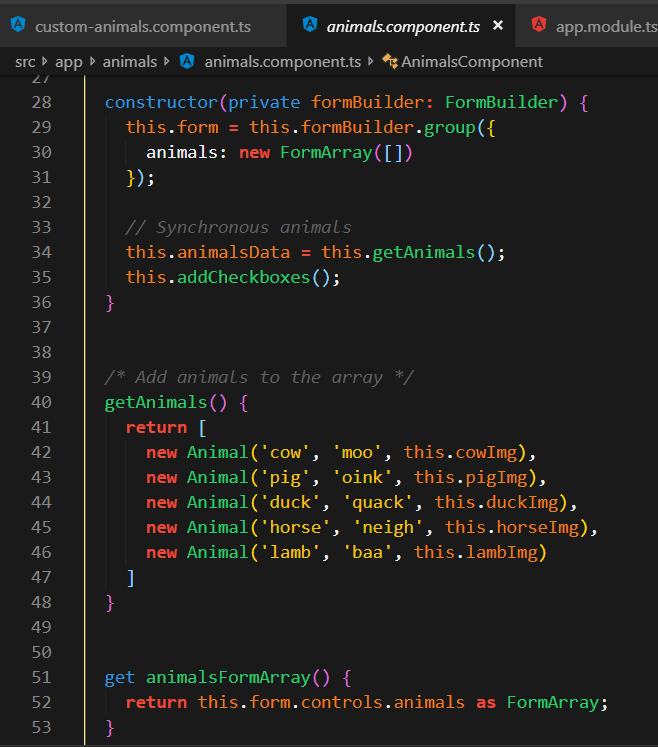 custom-animals.component.ts animals.component.ts × app.module.ts
src > app > animals > animals.component.ts > AnimalsComponent
27
28 constructor(private formBuilder: FormBuilder) {
29 this.form = this.formBuilder.group({
30 animals: new FormArray([])
31 });
32
33 // Synchronous animals
34 this.animalsData = this.getAnimals();
35 this.addCheckboxes();
36 }
37
38
39 /* Add animals to the array */
40 getAnimals() {
41 return [
42 new Animal('cow', 'moo', this.cowImg),
43 new Animal('pig', 'oink', this.pigImg),
44 new Animal('duck', 'quack', this.duckImg),
45 new Animal('horse', 'neigh', this.horseImg),
46 new Animal('lamb', 'baa', this.lambImg)
47 ]
48 }
49
50
51 get animalsFormArray() {
52 return this.form.controls.animals as FormArray;
53 }